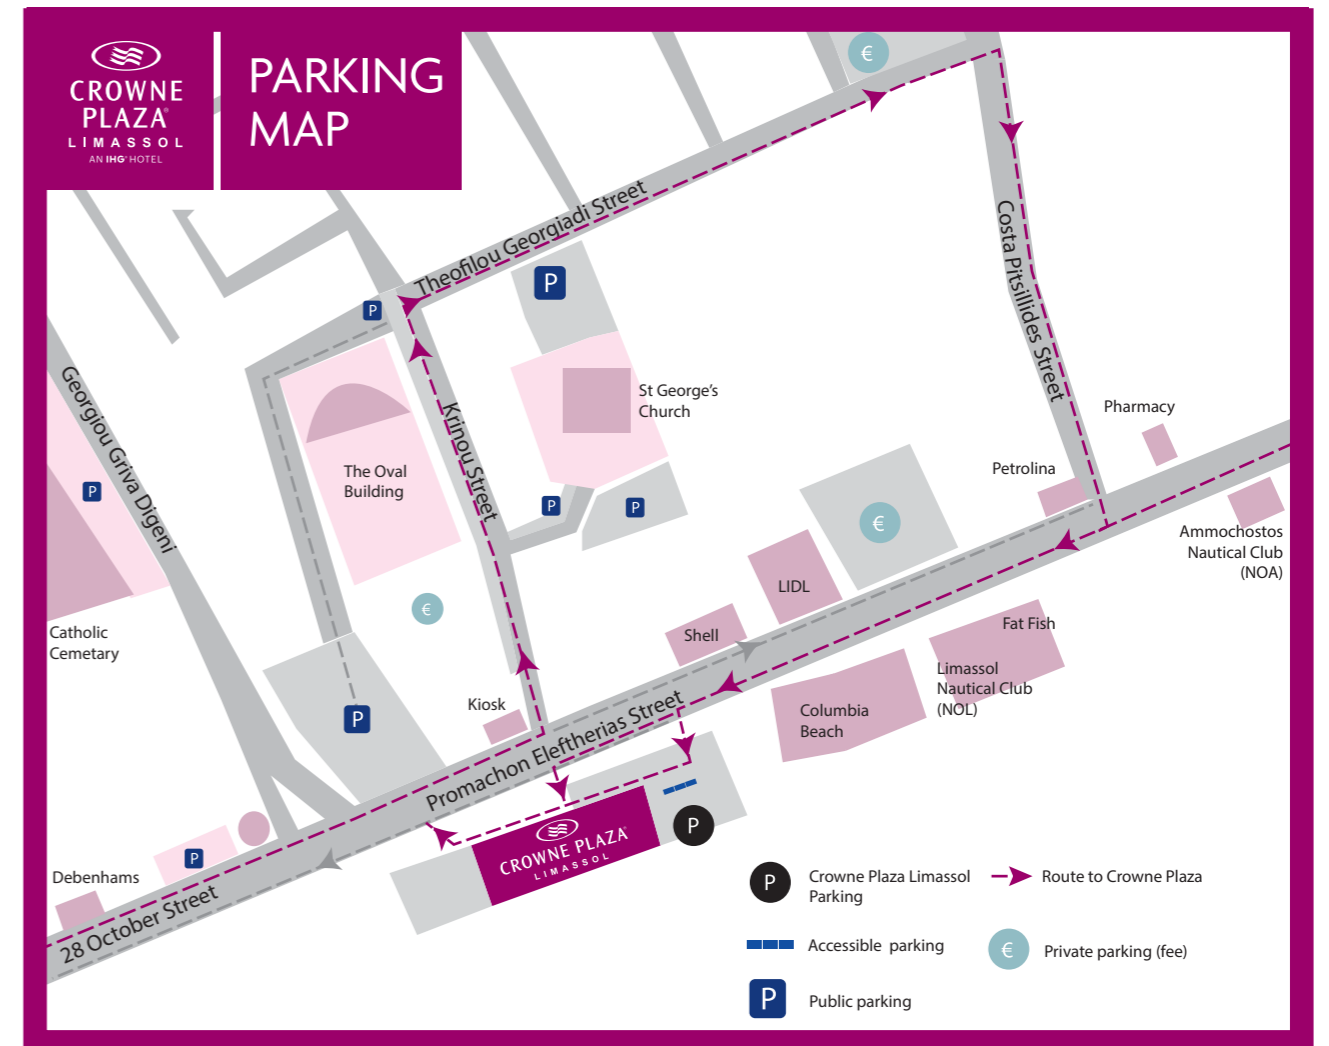 CROWNE
PLAZA
LIMASSOL
AN IHG® HOTEL
PARKING
MAP
€
Theofilou Georgiadi Street
P
P
Costa Pitsillides Street
Georgiou Griva Digeni
Krinou Street
St George's
Church
Pharmacy
The Oval
Building
Petrolina
P
P
P
€
Ammochostos
Nautical Club
(NOA)
LIDL
€
Catholic
Cemetary
Shell
Fat Fish
Limassol
Nautical Club
(NOL)
Kiosk
P
Columbia
Beach
Promachon Eleftherias Street
P
CROWNE PLAZA
LIMASSOL
P
Debenhams
28 October Street
P
Crowne Plaza Limassol
Parking
Route to Crowne Plaza
Accessible parking
€
Private parking (fee)
P
Public parking